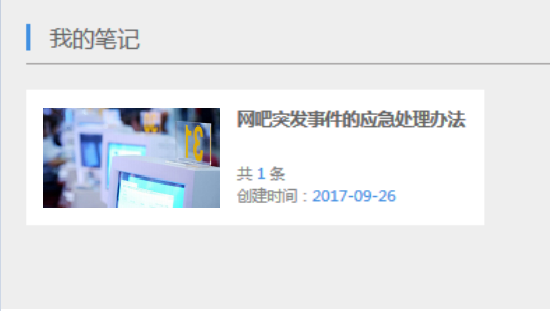 我的笔记
网吧突发事件的应急处理办法
共 1 条
创建时间：2017-09-26
31